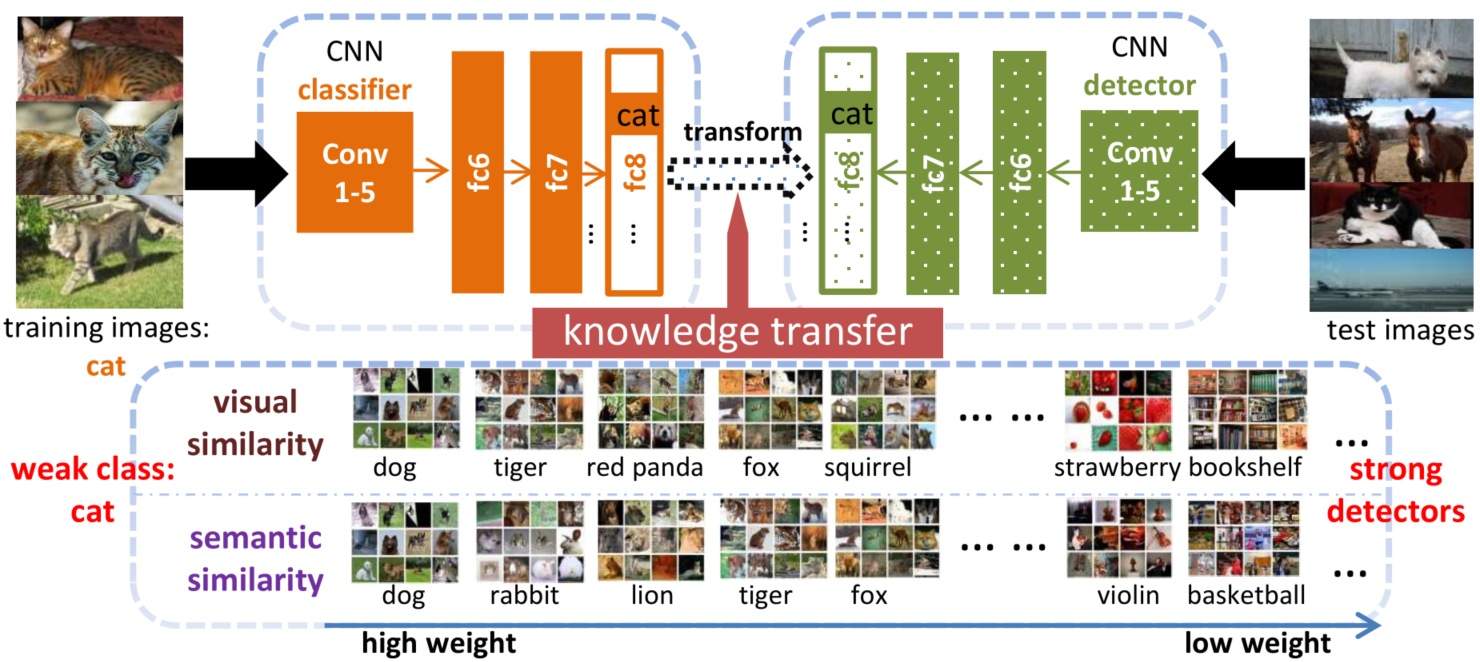 CNN
classifier
Conv
1-5
fc6
fc7
cat
fc8
...
...
transform
CNN
detector
cat
fc8
...
...
fc7
fc6
Conv
1-5
training images:
cat
knowledge transfer
test images
weak class:
cat
visual
similarity
dog
tiger
red panda
fox
squirrel
... ...
strawberry
bookshelf
...
semantic
similarity
dog
rabbit
lion
tiger
fox
... ...
violin
basketball
...
strong
detectors
high weight
low weight